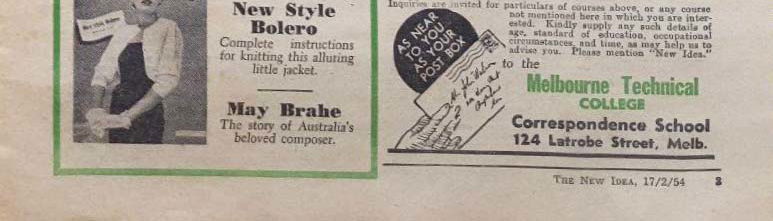 New Style
Bolero
Complete instructions
for knitting this alluring
little jacket.
May Brahe
The story of Australia's
beloved composer.
Inquiries are invited for particulars of courses above, or any course
not mentioned here in which you are inter-
ested. Kindly supply any such details of
age, standard of education, occupational
circumstances, and time, as may help us to
advise you. Please mention "New Idea."
AS NEAR
TO YOU
AS YOUR
POST BOX
to the
Melbourne Technical
COLLEGE
Correspondence School
124 Latrobe Street, Melb.
THE NEW IDEA, 17/2/54 3